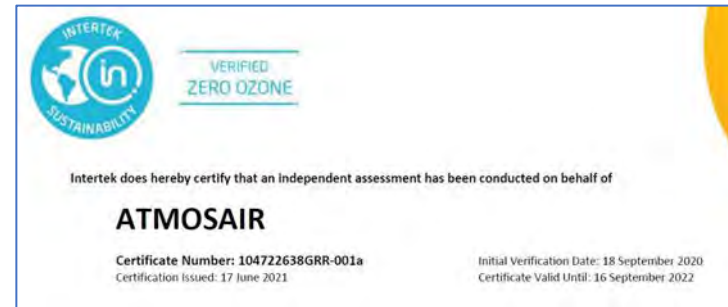 INTERTEK
in
SUSTAINABILITY
VERIFIED
ZERO OZONE
Intertek does hereby certify that an independent assessment has been conducted on behalf of
ATMOSAIR
Certificate Number: 104722638GRR-001a
Certification Issued: 17 June 2021
Initial Verification Date: 18 September 2020
Certificate Valid Until: 16 September 2022